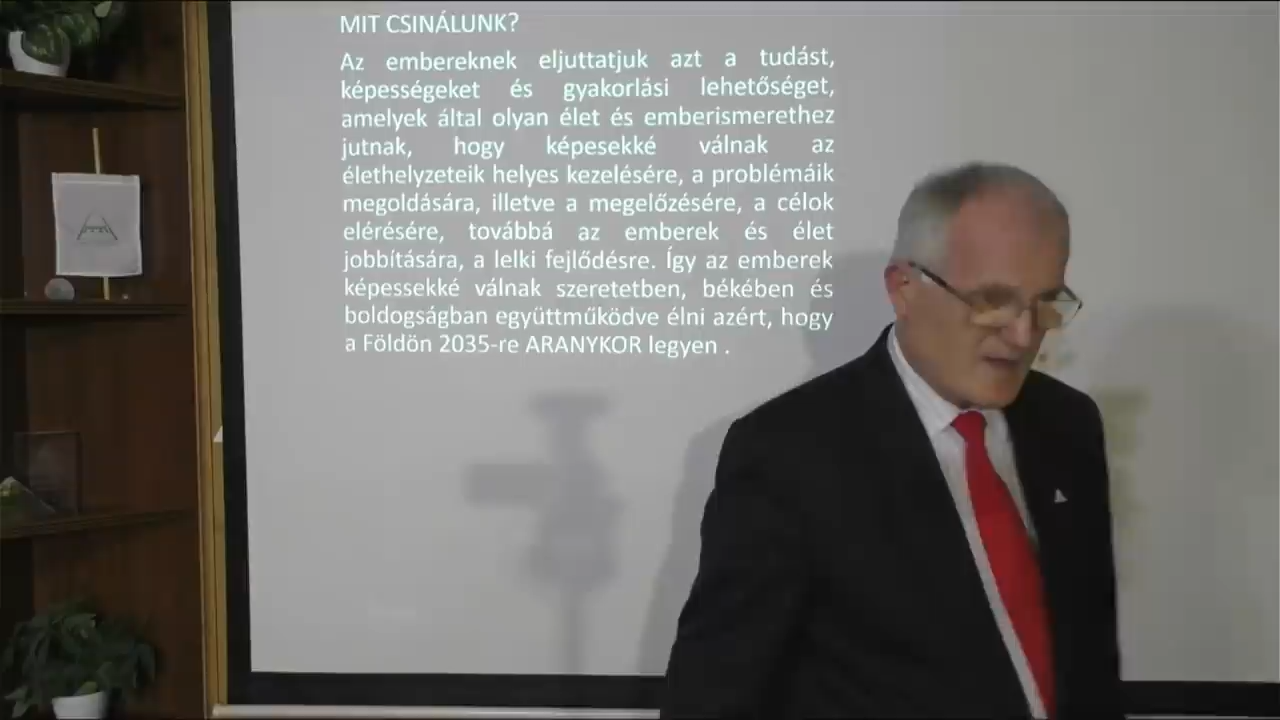 MIT CSINÁLUNK?
Az embereknek eljuttatjuk azt a tudást,
képességeket és gyakorlási lehetőséget,
amelyek által olyan élet és emberismerethez
jutnak, hogy képesekké válnak az
élethelyzeteik helyes kezelésére, a problémáik
megoldására, illetve a megelőzésére, a célok
elérésére, továbbá az emberek és élet
jobbítására, a lelki fejlődésre. Így az emberek
képessekké válnak szeretetben, békében és
boldogságban együttműködve élni azért, hogy
a Földön 2035-re ARANYKOR legyen .